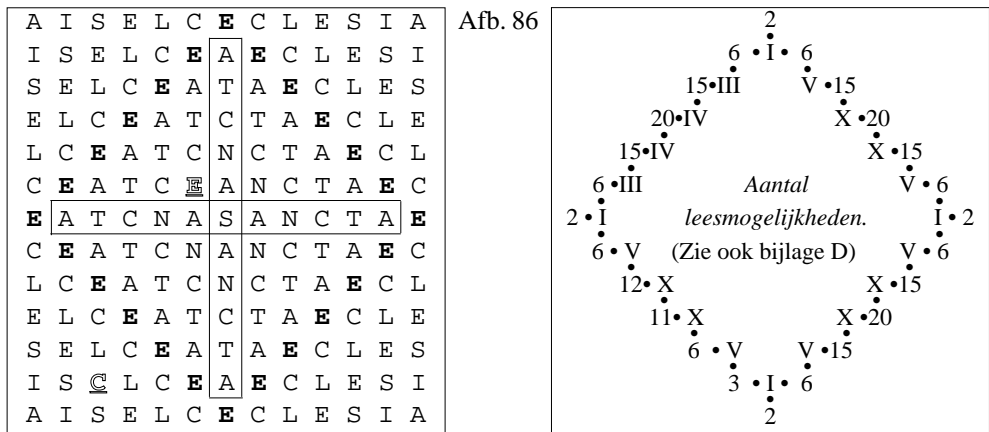 A I S E L C E C L E S I A
I S E L C E A E C L E S I
S E L C E A T A E C L E S
E L C E A T C T A E C L E
L C E A T C N C T A E C L
C E A T C E A N C T A E C
E A T C N A S A N C T A E
C E A T C N A N C T A E C
L C E A T C N C T A E C L
E L C E A T C T A E C L E
S E L C E A T A E C L E S
I S C L C E A E C L E S I
A I S E L C E C L E S I A
Afb. 86
2
6 • I • 6
15•III V•15
20•IV X•20
15•IV X•15
6•III V•6
2•I I•2
6•V V•6
12•X X•15
11•X X•20
6•V V•15
3•I•6
2
Aantal
leesmogelijkheden.
(Zie ook bijlage D)